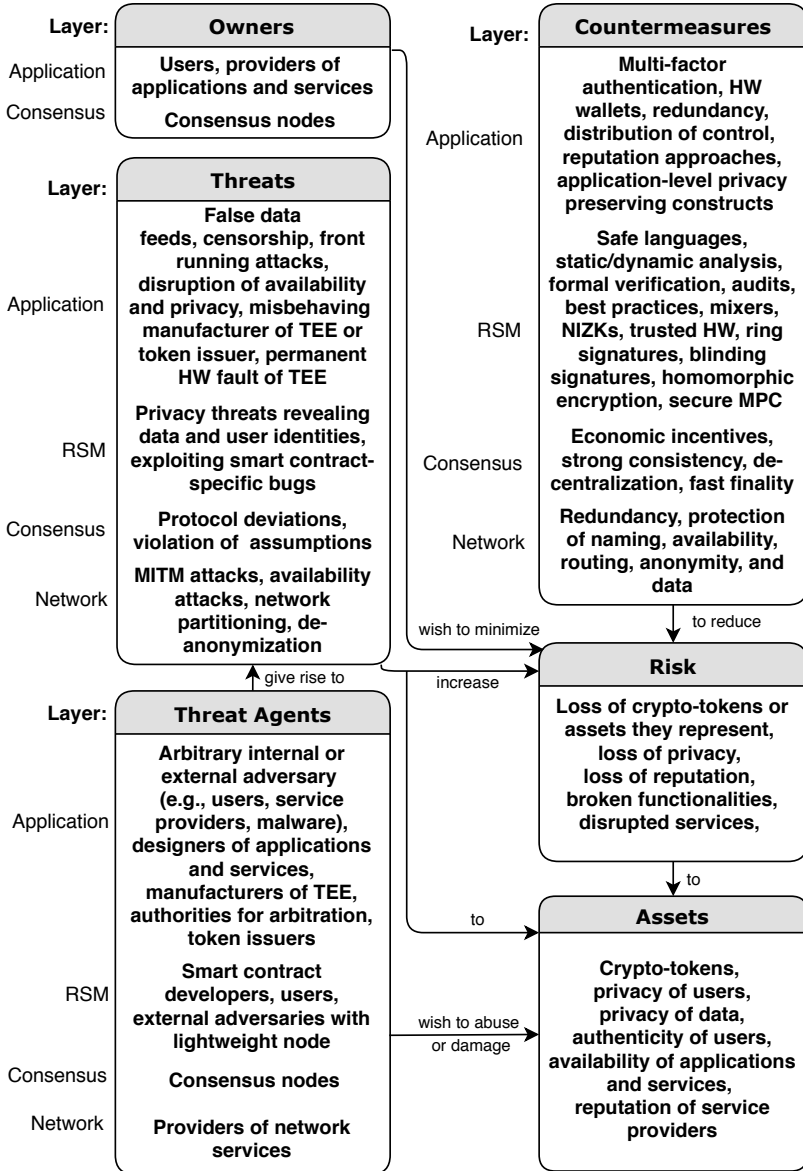 Layer:
Owners
Application
Users, providers of
applications and services
Consensus
Consensus nodes
Layer:
Threats
Application
False data
feeds, censorship, front
running attacks,
disruption of availability
and privacy, misbehaving
manufacturer of TEE or
token issuer, permanent
HW fault of TEE
RSM
Privacy threats revealing
data and user identities,
exploiting smart contract-
specific bugs
Consensus
Protocol deviations,
violation of assumptions
Network
MITM attacks, availability
attacks, network
partitioning, de-
anonymization
give rise to
Layer:
Threat Agents
Application
Arbitrary internal or
external adversary
(e.g., users, service
providers, malware),
designers of applications
and services,
manufacturers of TEE,
authorities for arbitration,
token issuers
RSM
Smart contract
developers, users,
external adversaries with
lightweight node
Consensus
Consensus nodes
Network
Providers of network
services
Layer:
Countermeasures
Application
Multi-factor
authentication, HW
wallets, redundancy,
distribution of control,
reputation approaches,
application-level privacy
preserving constructs
RSM
Safe languages,
static/dynamic analysis,
formal verification, audits,
best practices, mixers,
NIZKs, trusted HW, ring
signatures, blinding
signatures, homomorphic
encryption, secure MPC
Consensus
Economic incentives,
strong consistency, de-
centralization, fast finality
Network
Redundancy, protection
of naming, availability,
routing, anonymity, and
data
to reduce
wish to minimize
increase
Risk
Loss of crypto-tokens or
assets they represent,
loss of privacy,
loss of reputation,
broken functionalities,
disrupted services,
to
to
Assets
wish to abuse
or damage
Crypto-tokens,
privacy of users,
privacy of data,
authenticity of users,
availability of applications
and services,
reputation of service
providers